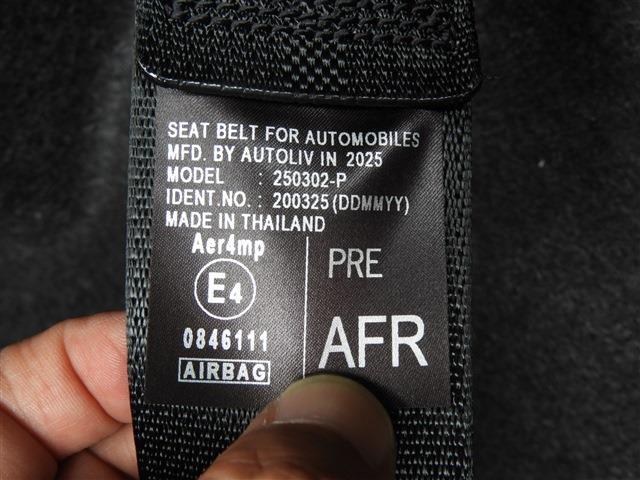 SEAT BELT FOR AUTOMOBILES
MFD. BY AUTOLIV IN 2025
MODEL : 250302-P
IDENT.NO. : 200325 (DDMMYY)
MADE IN THAILAND
Aer4mp
E4
0846111
AIRBAG
PRE
AFR